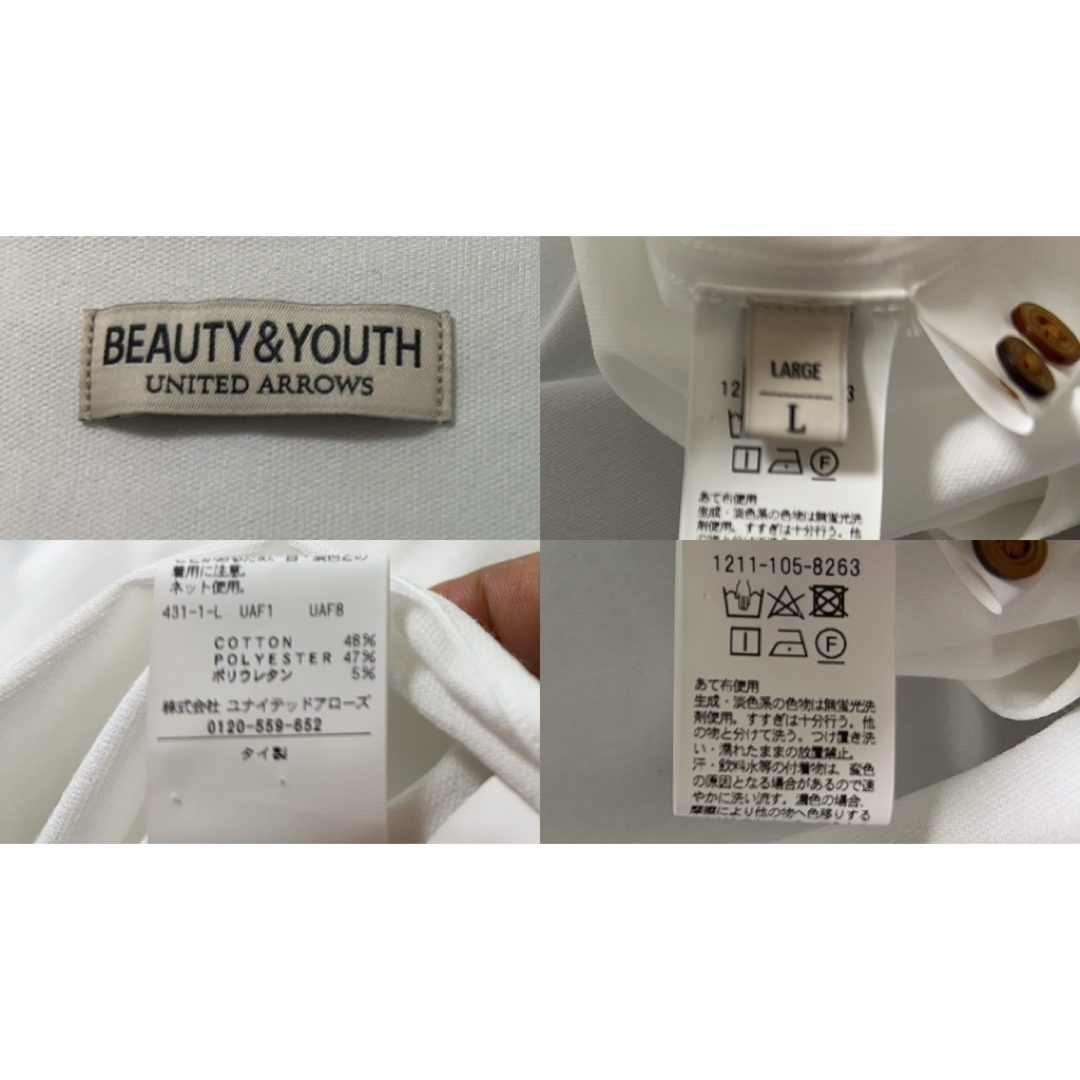 BEAUTY&YOUTH
UNITED ARROWS
LARGE
L
12
3
F
あて布使用
生成・淡色系の色物は無蛍光洗
剤使用。すすぎは十分行う。他
着用に注意。
ネット使用。
431-1-L UAF1 UAF8
COTTON 48%
POLYESTER 47%
ポリウレタン 5%
株式会社 ユナイテッドアローズ
0120-559-652
タイ製
1211-105-8263
F
あて布使用
生成・淡色系の色物は無蛍光洗
剤使用。すすぎは十分行う。他
の物と分けて洗う。つけ置き洗
い・濡れたままの放置禁止。
汗・飲料水等の付着物は、変色
の原因となる場合があるので速
やかに洗い流す。濃色の場合、
摩擦により他の物へ色移りする